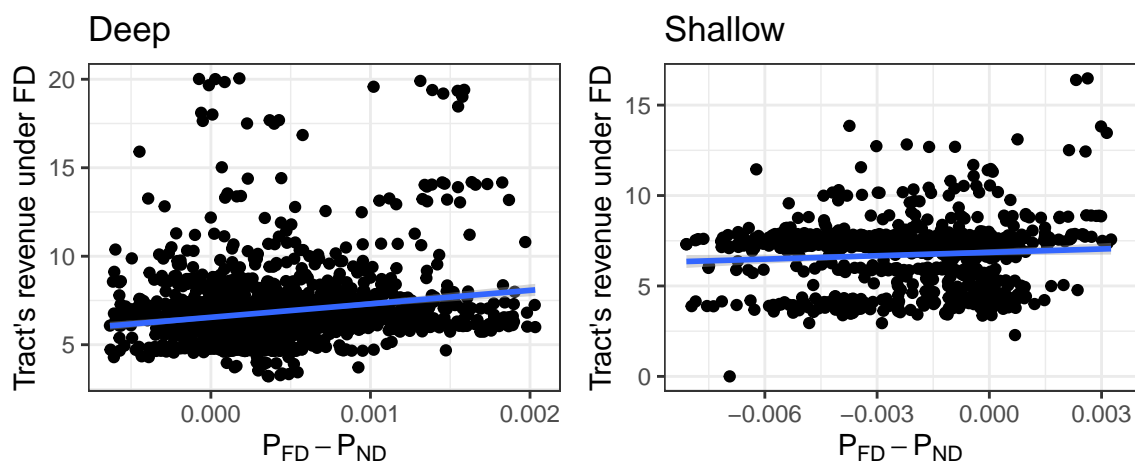 Deep
Tract's revenue under FD
20
15
10
5
0.000 0.001 0.002
P_FD − P_ND
Shallow
Tract's revenue under FD
15
10
5
0
−0.006 −0.003 0.000 0.003
P_FD − P_ND